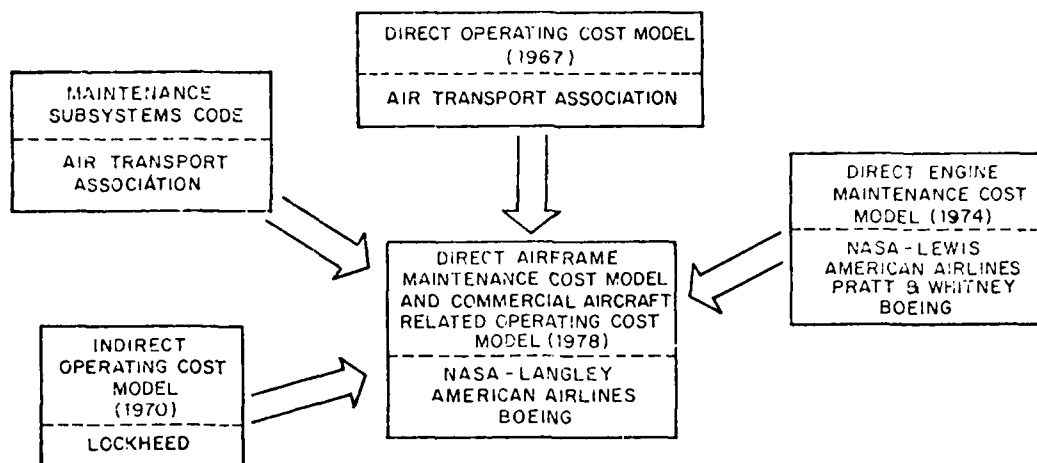 DIRECT OPERATING COST MODEL
(1967)
AIR TRANSPORT ASSOCIATION
MAINTENANCE
SUBSYSTEMS CODE
AIR TRANSPORT
ASSOCIATION
DIRECT ENGINE
MAINTENANCE COST
MODEL (1974)
NASA-LEWIS
AMERICAN AIRLINES
PRATT & WHITNEY
BOEING
DIRECT AIRFRAME
MAINTENANCE COST MODEL
AND COMMERCIAL AIRCRAFT
RELATED OPERATING COST
MODEL (1978)
NASA-LANGLEY
AMERICAN AIRLINES
BOEING
INDIRECT
OPERATING COST
MODEL
(1970)
LOCKHEED